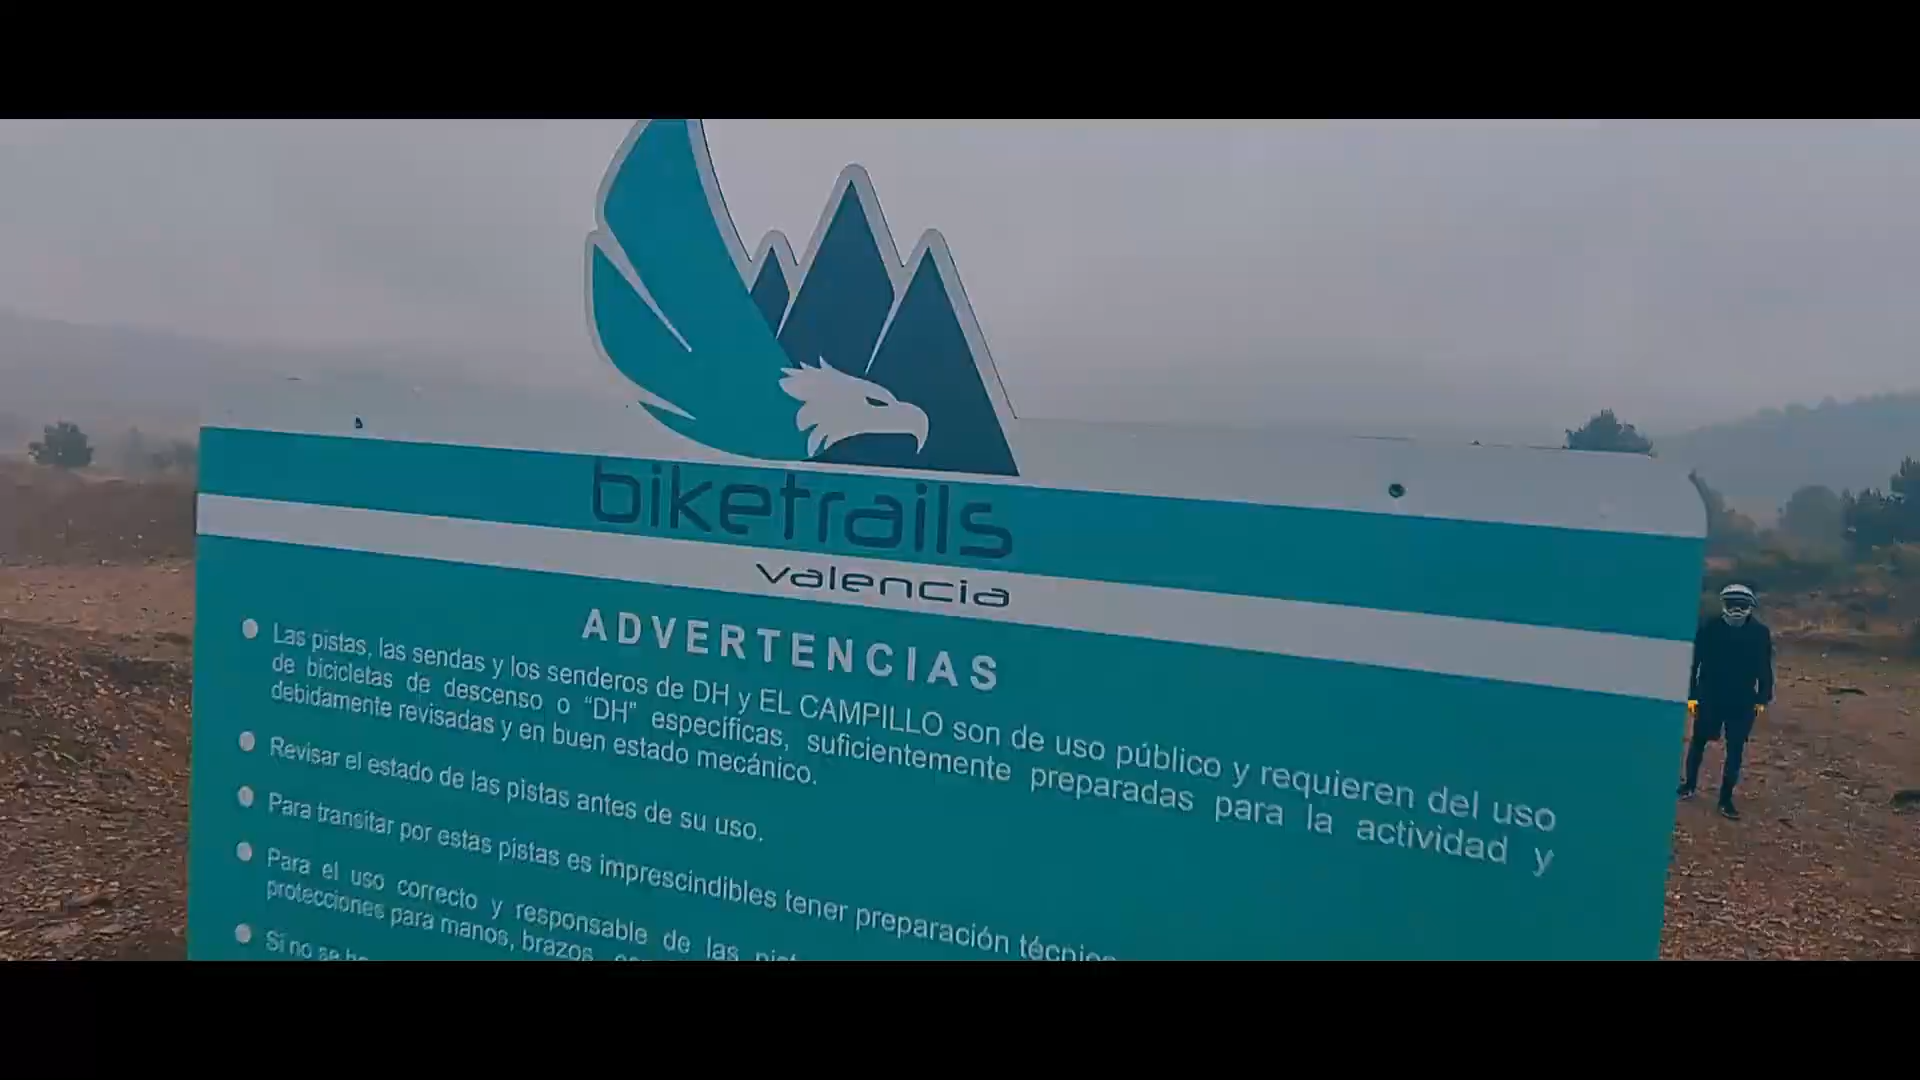 biketrails
valencia
ADVERTENCIAS
Las pistas, las sendas y los senderos de DH y EL CAMPILLO son de uso público y requieren del uso
de bicicletas de descenso o “DH” específicas, suficientemente preparadas para la actividad y
debidamente revisadas y en buen estado mecánico.
Revisar el estado de las pistas antes de su uso.
Para transitar por estas pistas es imprescindibles tener preparación
Para el uso correcto y responsable de las
protecciones para manos, brazos
Si no se